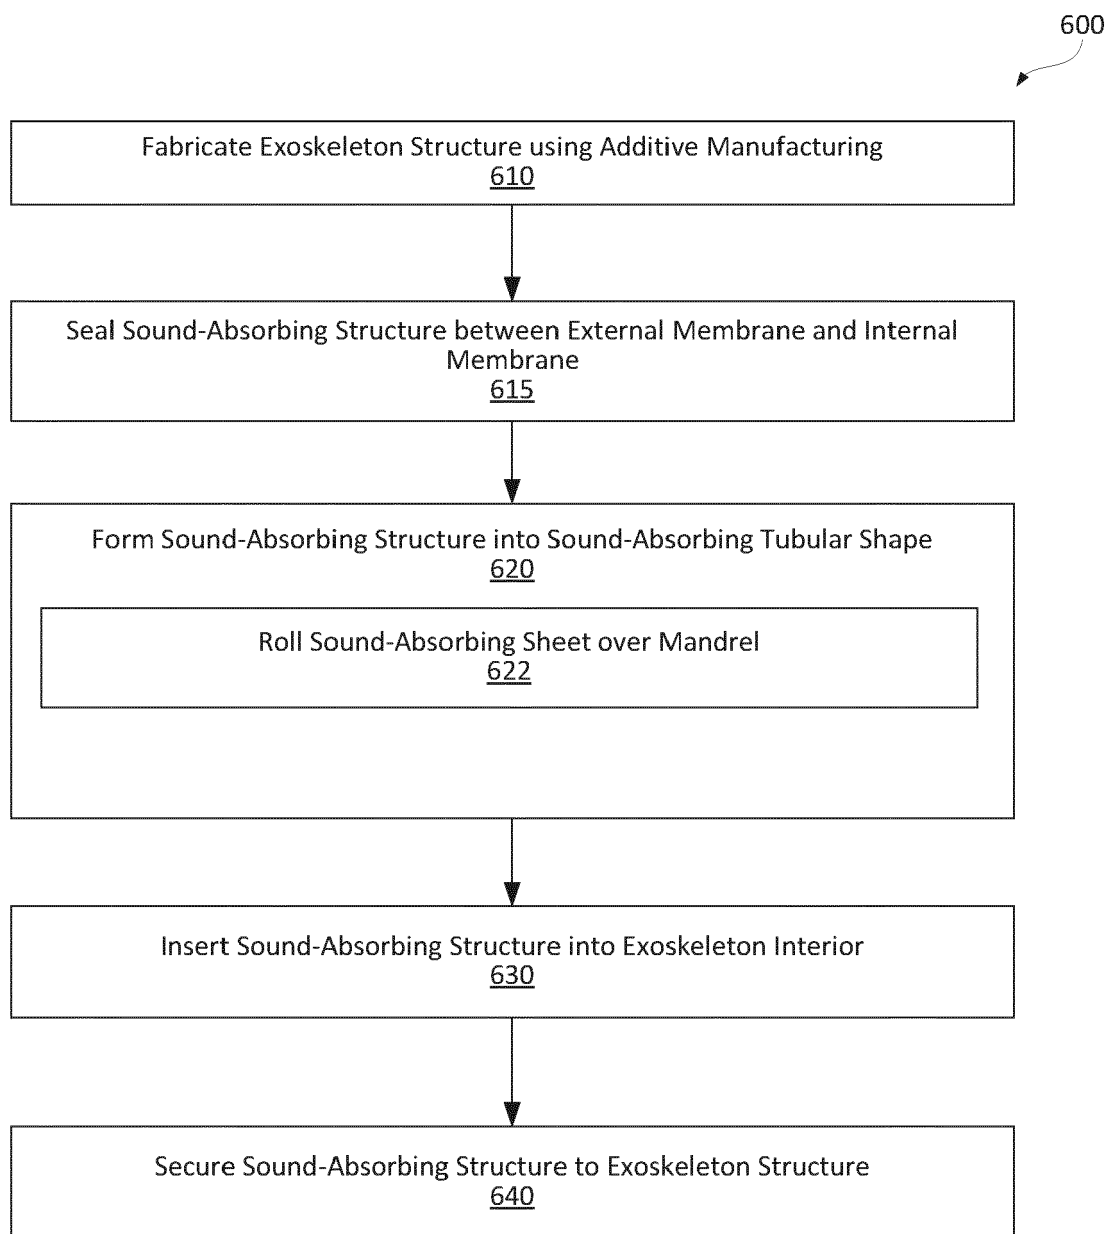 600
Fabricate Exoskeleton Structure using Additive Manufacturing
610
Seal Sound-Absorbing Structure between External Membrane and Internal
Membrane
615
Form Sound-Absorbing Structure into Sound-Absorbing Tubular Shape
620
Roll Sound-Absorbing Sheet over Mandrel
622
Insert Sound-Absorbing Structure into Exoskeleton Interior
630
Secure Sound-Absorbing Structure to Exoskeleton Structure
640